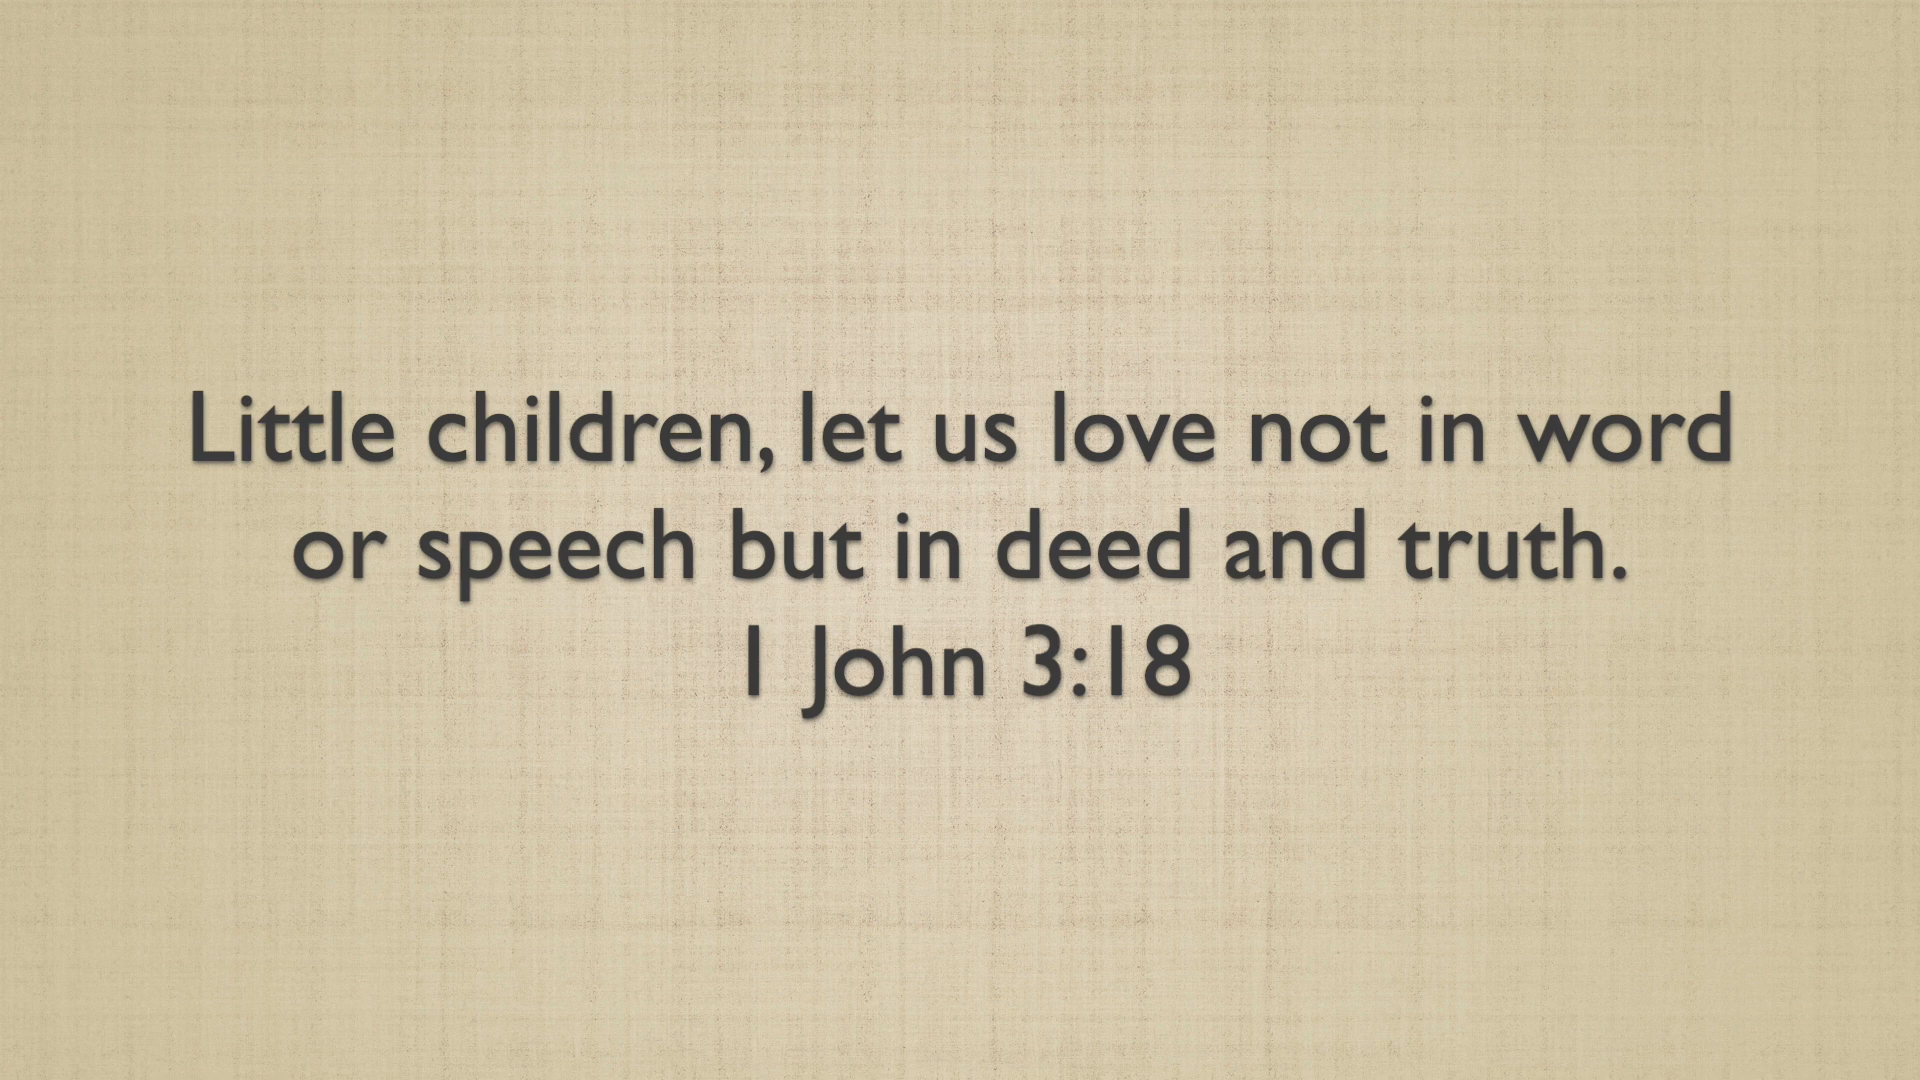 Little children, let us love not in word
or speech but in deed and truth.
1 John 3:18